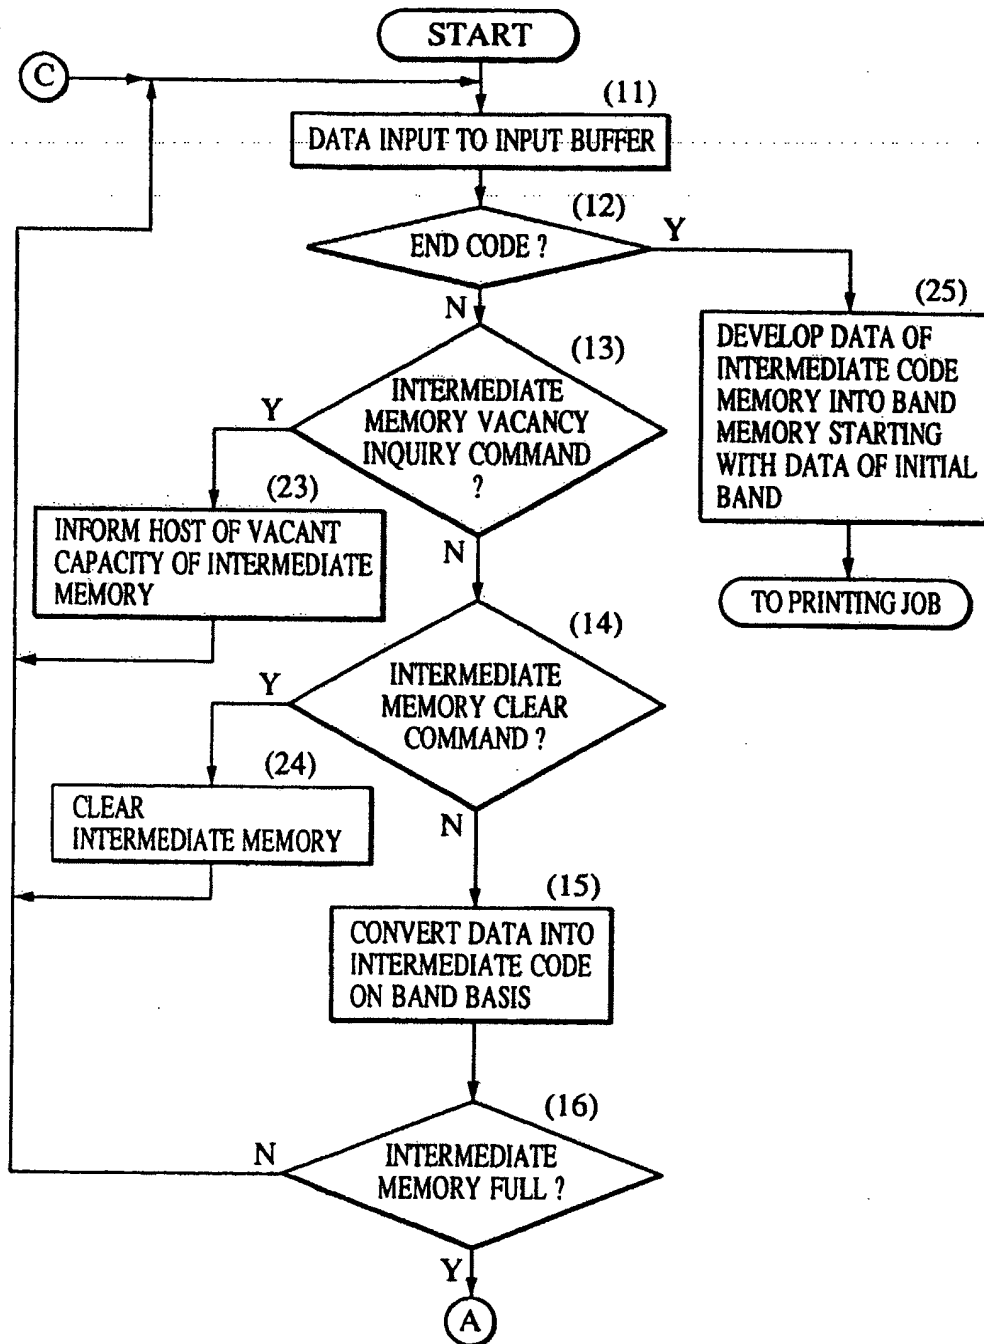 START
C
(11)
DATA INPUT TO INPUT BUFFER
(12)
END CODE ?
Y
N
(25)
DEVELOP DATA OF
INTERMEDIATE CODE
MEMORY INTO BAND
MEMORY STARTING
WITH DATA OF INITIAL
BAND
TO PRINTING JOB
(13)
INTERMEDIATE
MEMORY VACANCY
INQUIRY COMMAND
?
Y
N
(23)
INFORM HOST OF VACANT
CAPACITY OF INTERMEDIATE
MEMORY
(14)
INTERMEDIATE
MEMORY CLEAR
COMMAND ?
Y
N
(24)
CLEAR
INTERMEDIATE MEMORY
(15)
CONVERT DATA INTO
INTERMEDIATE CODE
ON BAND BASIS
(16)
INTERMEDIATE
MEMORY FULL ?
N
Y
A